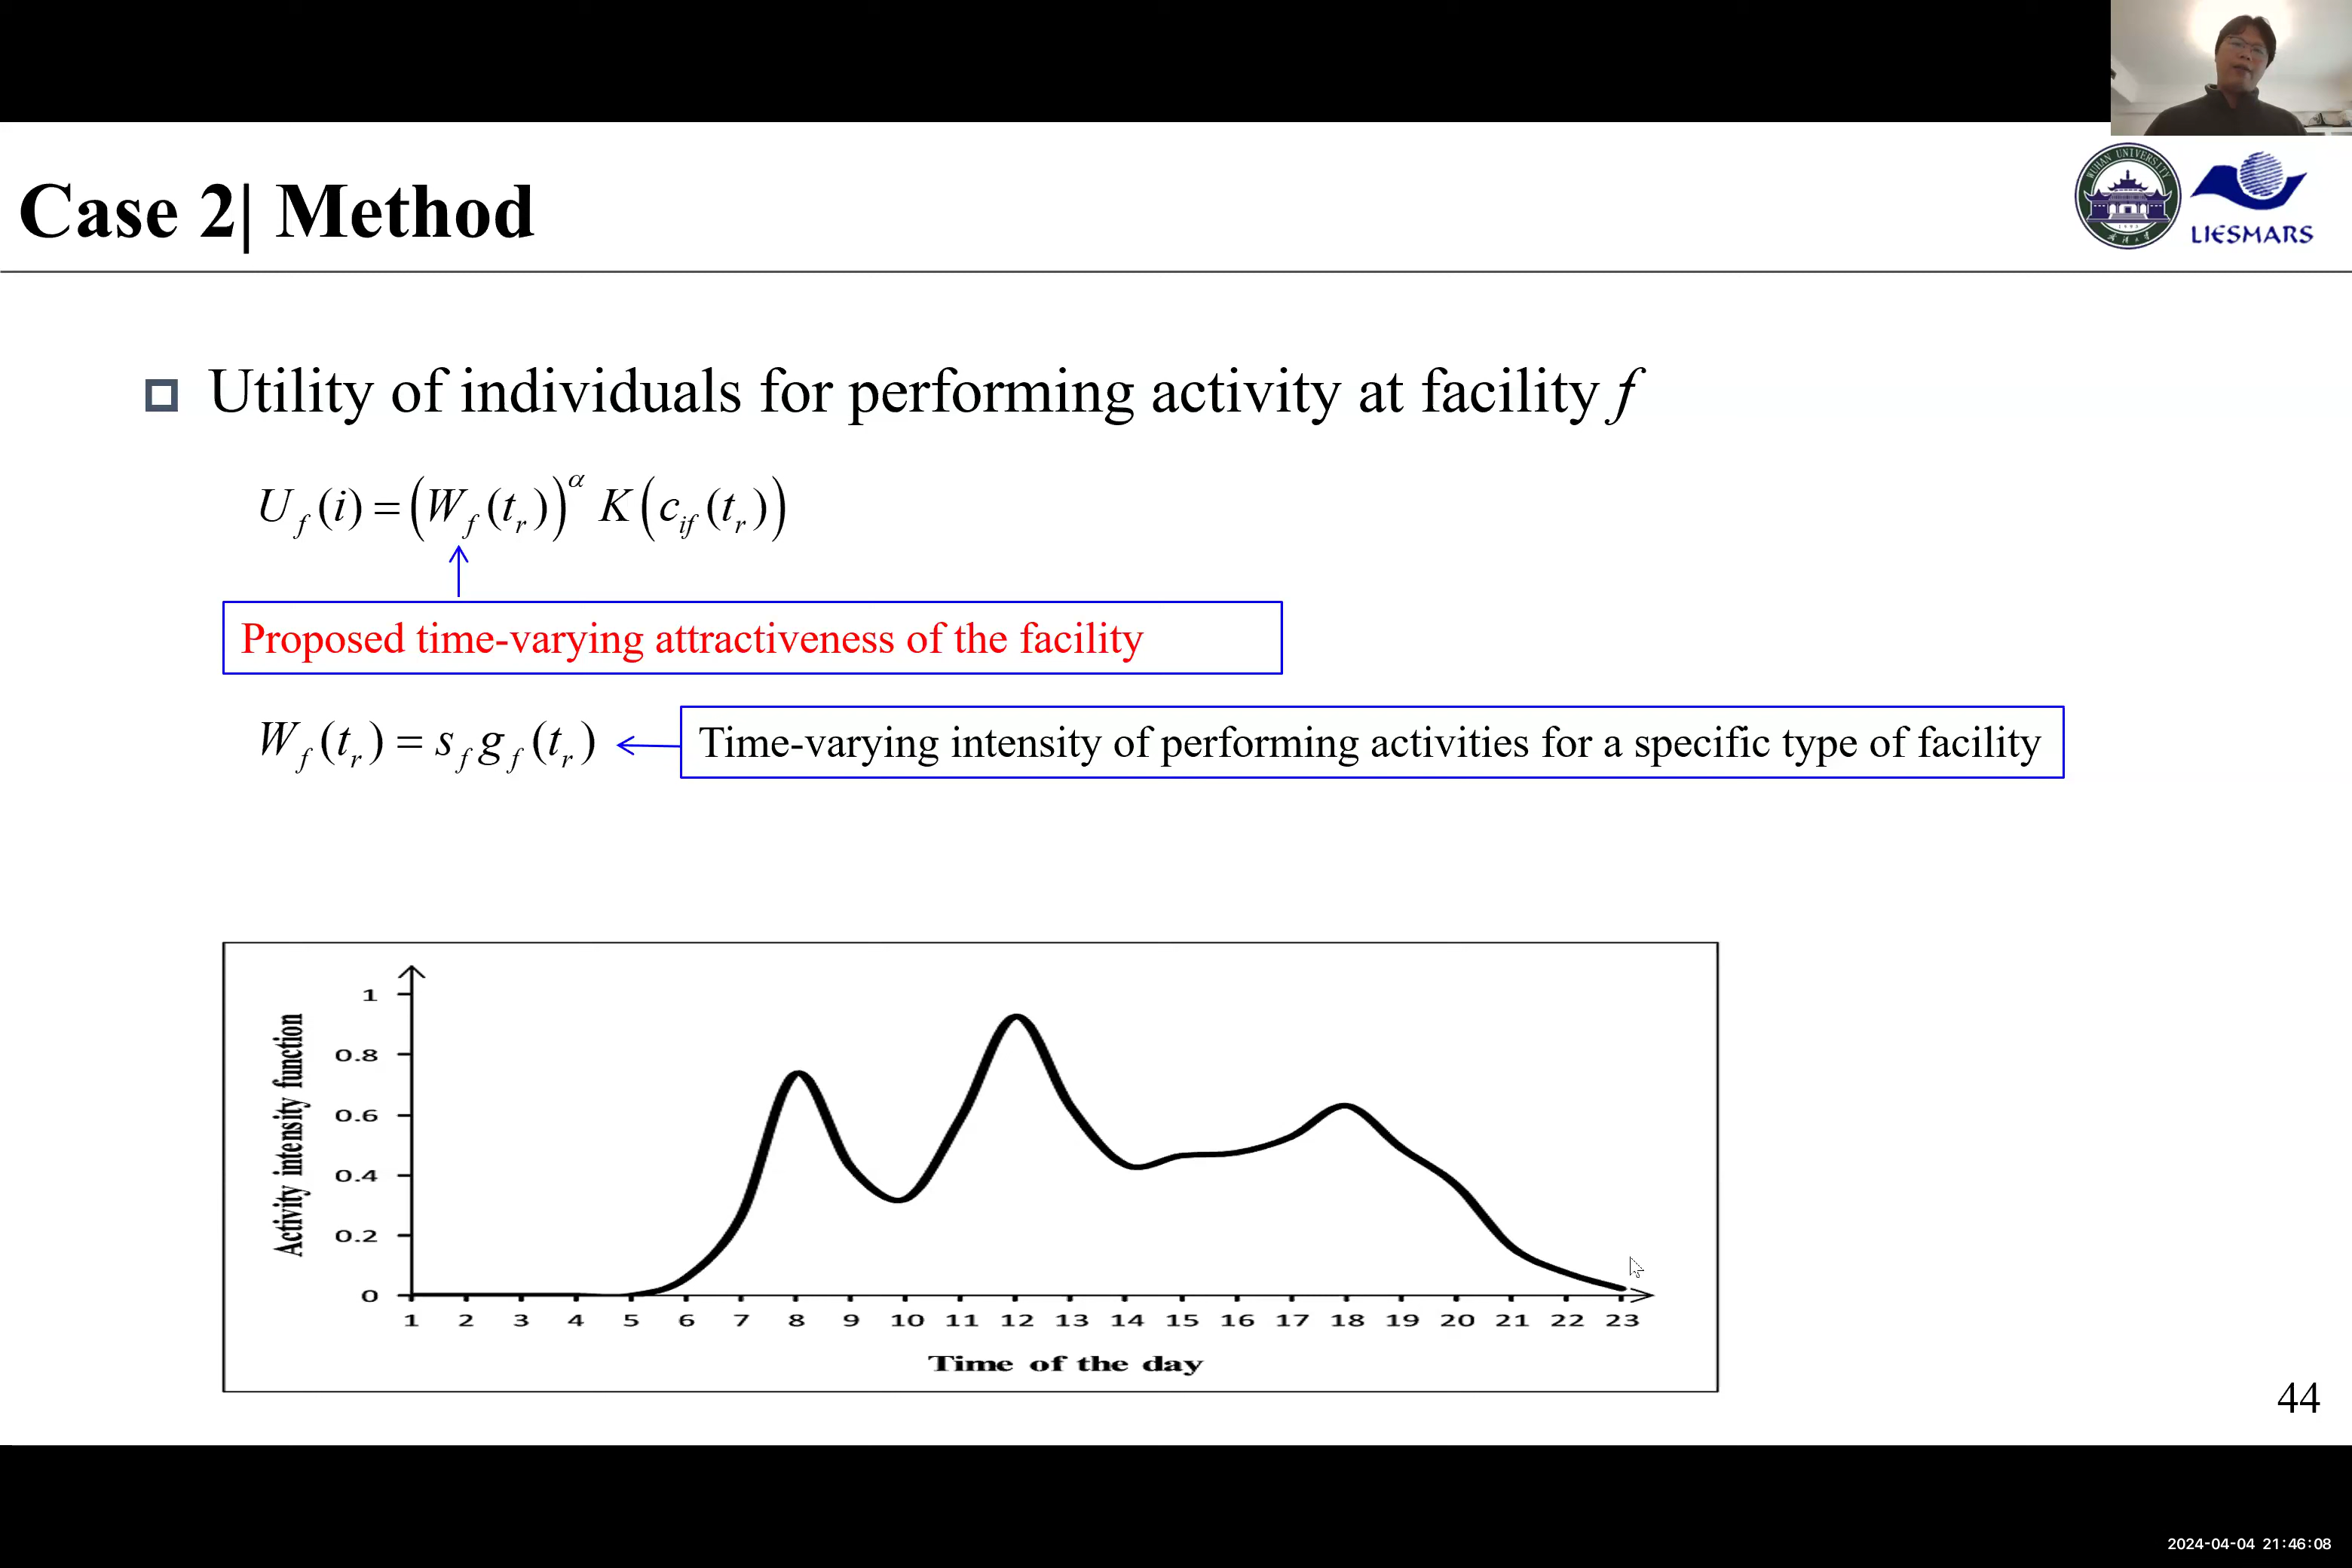 Case 2| Method
WUHAN UNIVERSITY
LIESMARS
Utility of individuals for performing activity at facility f
U_f(i) = (W_f(t_r))^α K(c_if(t_r))
Proposed time-varying attractiveness of the facility
W_f(t_r) = s_f g_f(t_r)
Time-varying intensity of performing activities for a specific type of facility
Activity intensity function
1
0.8
0.6
0.4
0.2
0
1 2 3 4 5 6 7 8 9 10 11 12 13 14 15 16 17 18 19 20 21 22 23
Time of the day
44
2024-04-04 21:46:08